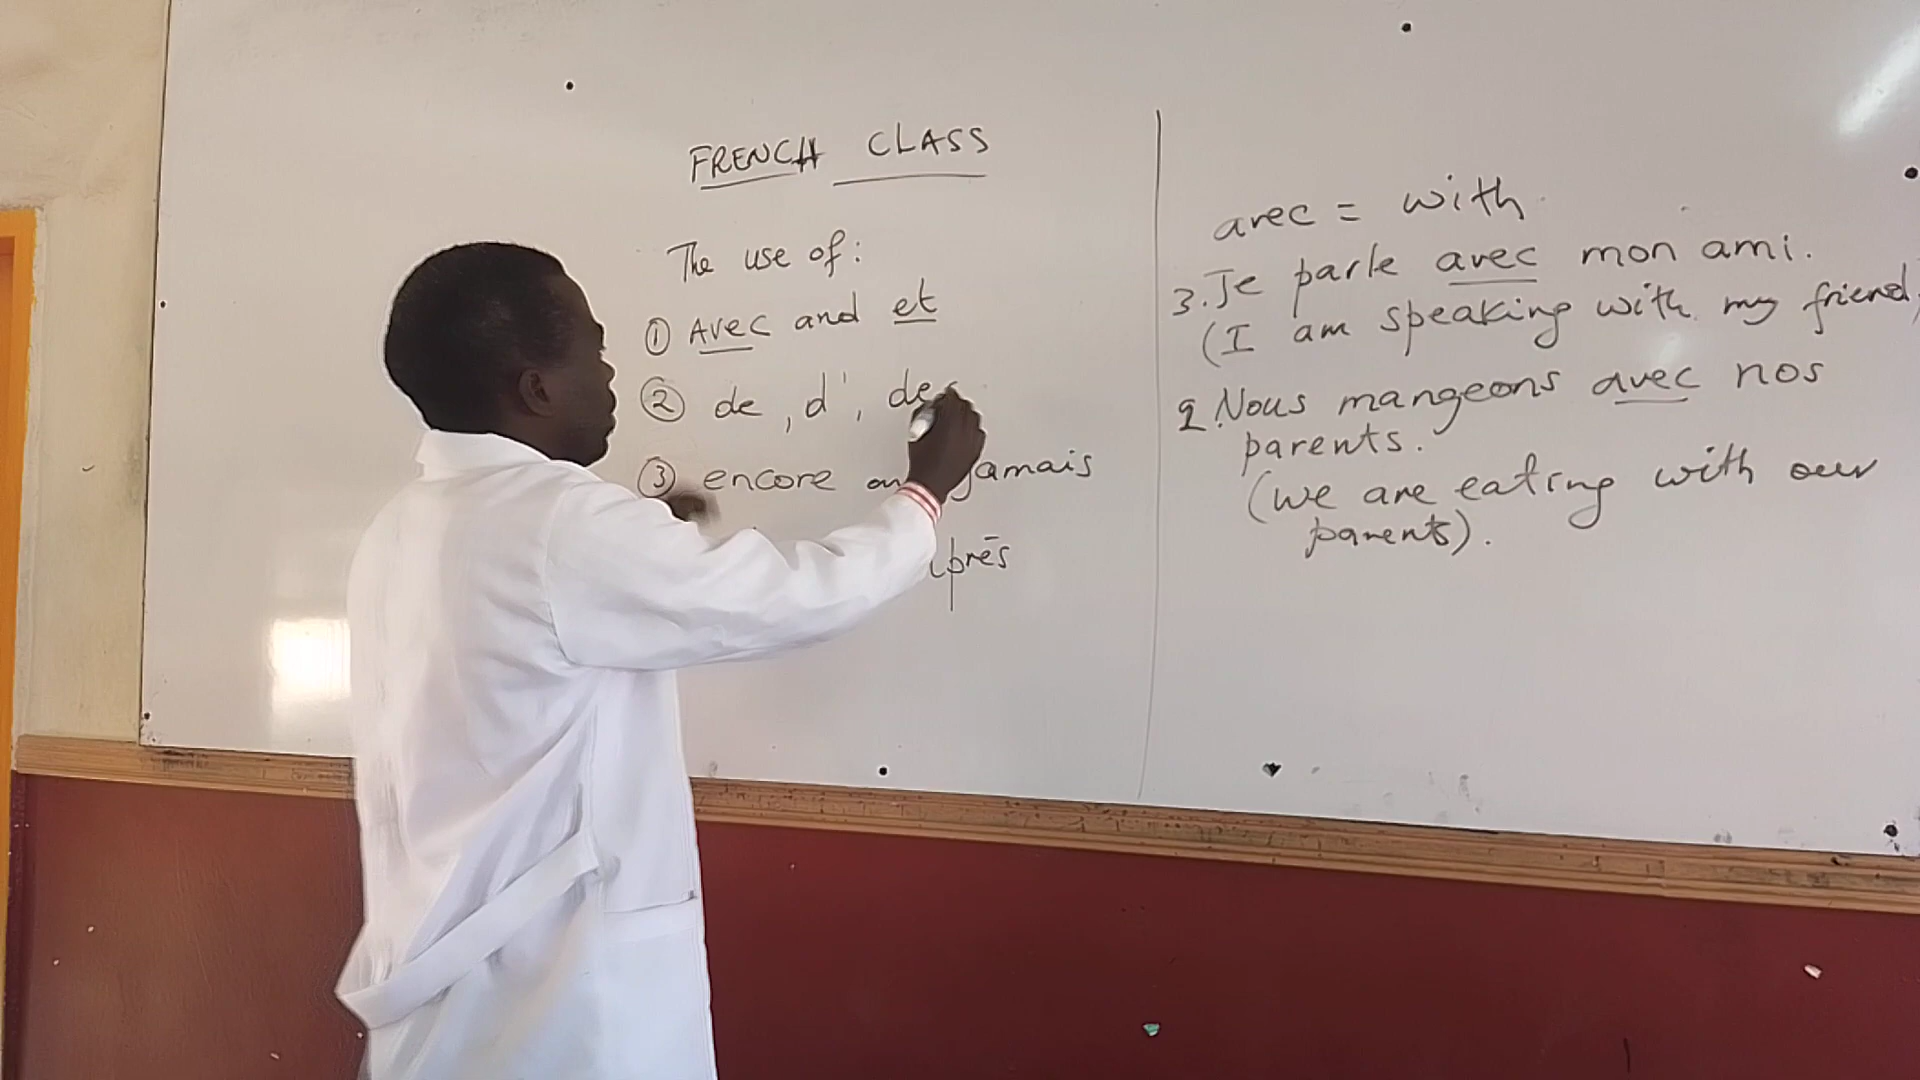 FRENCH CLASS
The use of:
① Avec and et
② de, d', des
③ encore jamais
avec = with
3. Je parle avec mon ami.
(I am speaking with my friend)
2. Nous mangeons avec nos
parents.
(we are eating with our
parents).